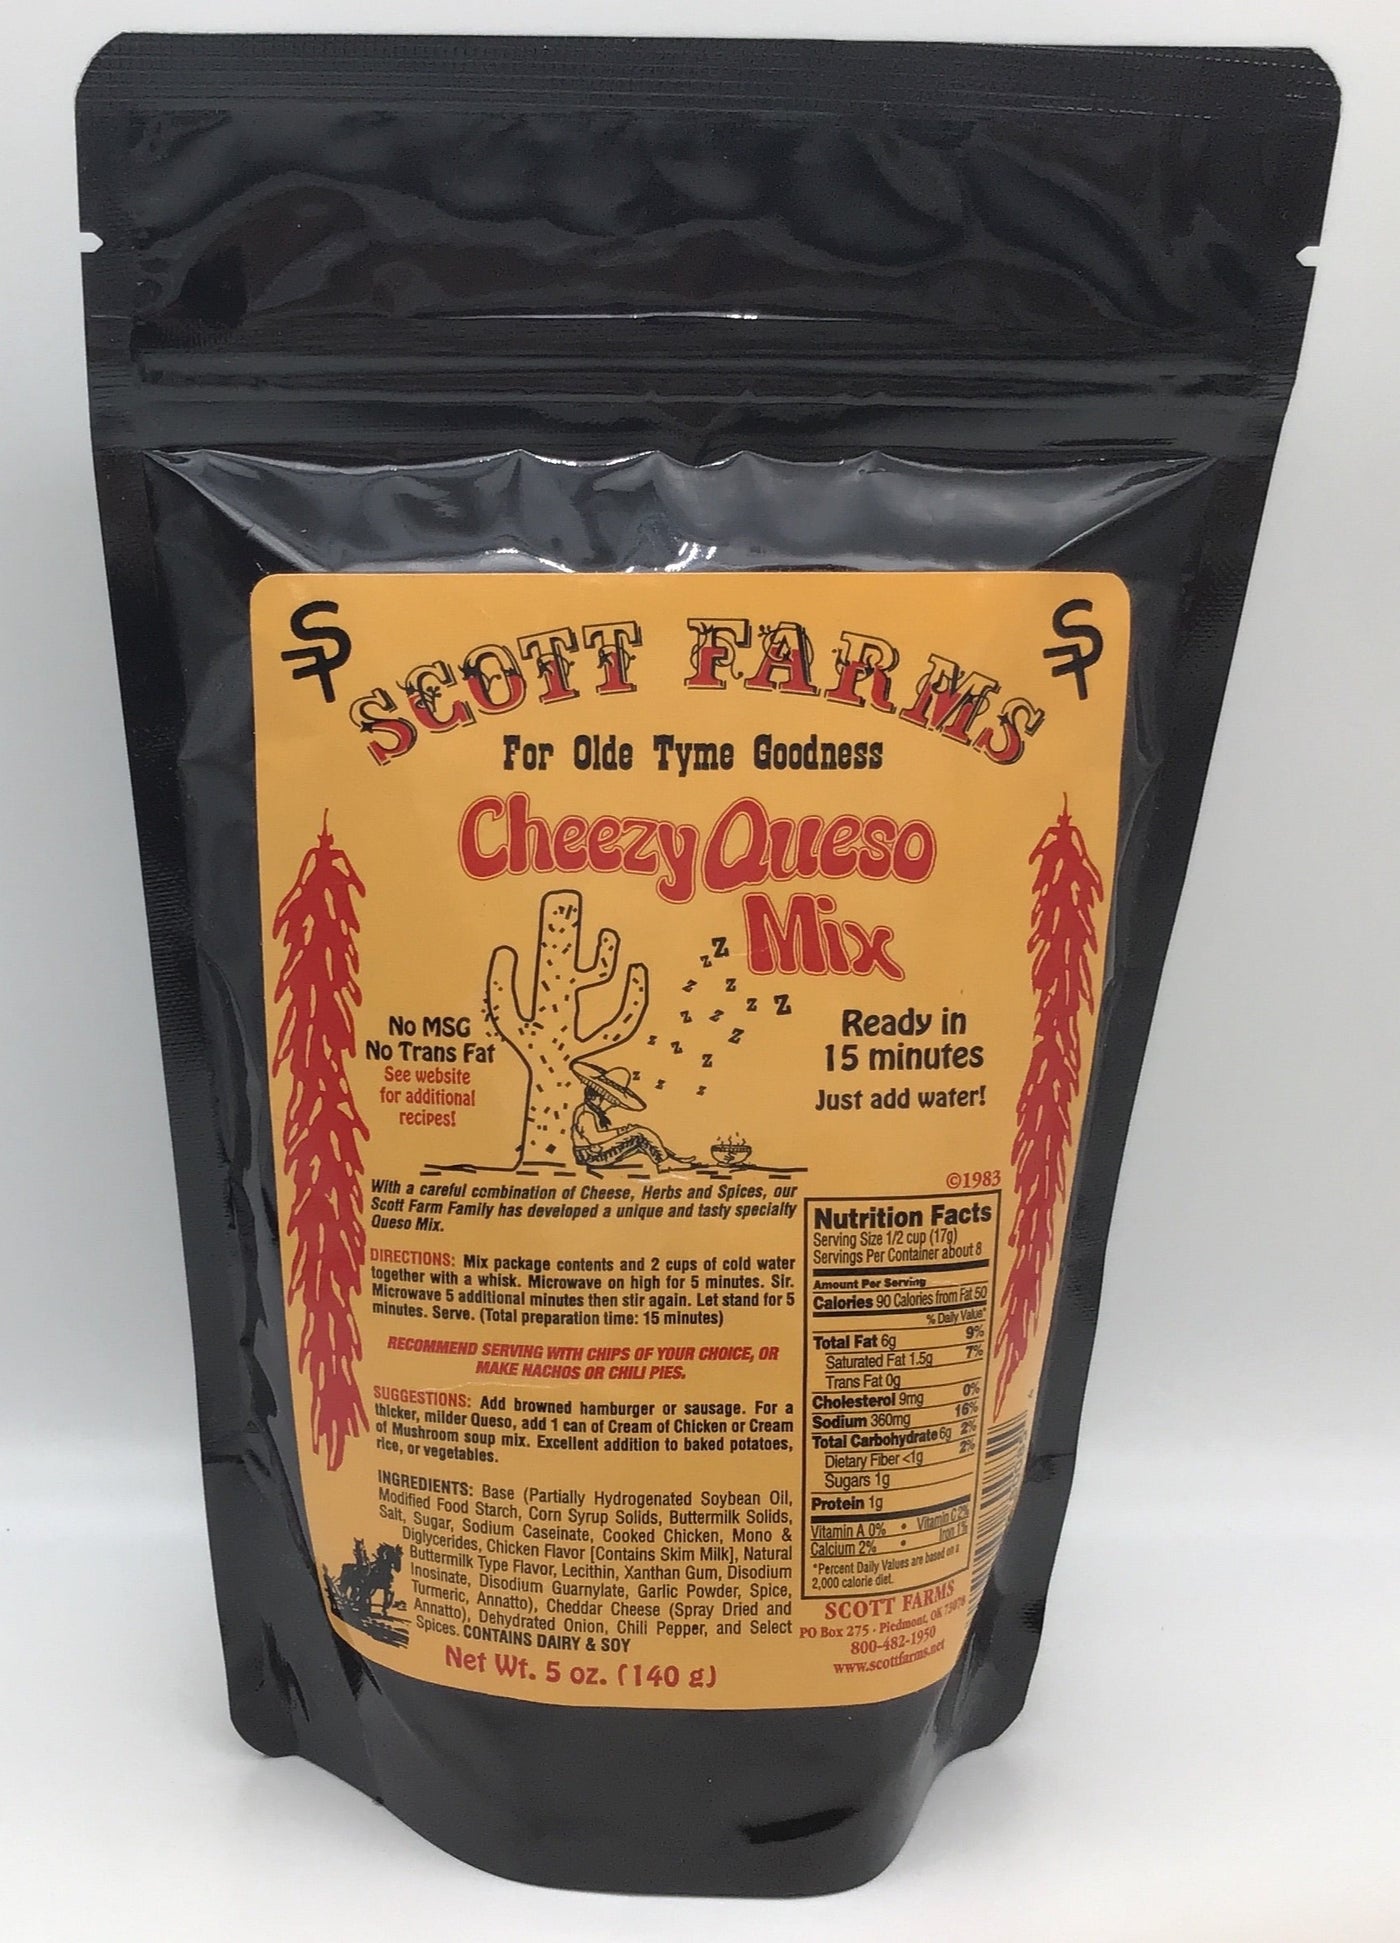 SCOTT FARMS
For Olde Tyme Goodness
Cheezy Queso
Mix
No MSG
No Trans Fat
See website
for additional
recipes!
Ready in
15 minutes
Just add water!
©1983
With a careful combination of Cheese, Herbs and Spices, our
Scott Farm Family has developed a unique and tasty specialty
Queso Mix.
DIRECTIONS: Mix package contents and 2 cups of cold water
together with a whisk. Microwave on high for 5 minutes. Sir.
Microwave 5 additional minutes then stir again. Let stand for 5
minutes. Serve. (Total preparation time: 15 minutes)
RECOMMEND SERVING WITH CHIPS OF YOUR CHOICE, OR
MAKE NACHOS OR CHILI PIES.
SUGGESTIONS: Add browned hamburger or sausage. For a
thicker, milder Queso, add 1 can of Cream of Chicken or Cream
of Mushroom soup mix. Excellent addition to baked potatoes,
rice, or vegetables.
INGREDIENTS: Base (Partially Hydrogenated Soybean Oil,
Modified Food Starch, Corn Syrup Solids, Buttermilk Solids,
Salt, Sugar, Sodium Caseinate, Cooked Chicken, Mono &
Diglycerides, Chicken Flavor [Contains Skim Milk], Natural
Buttermilk Type Flavor, Lecithin, Xanthan Gum, Disodium
Inosinate, Disodium Guarnylate, Garlic Powder, Spice,
Turmeric, Annatto), Cheddar Cheese (Spray Dried and
Annatto), Dehydrated Onion, Chili Pepper, and Select
Spices. CONTAINS DAIRY & SOY
Net Wt. 5 oz. (140 g)
Nutrition Facts
Serving Size 1/2 cup (17g)
Servings Per Container about 8
Amount Per Serving
Calories 90 Calories from Fat 50
% Daily Value*
Total Fat 6g 9%
Saturated Fat 1.5g 7%
Trans Fat 0g
Cholesterol 9mg 0%
Sodium 360mg 16%
Total Carbohydrate 6g 2%
Dietary Fiber <1g 2%
Sugars 1g
Protein 1g
Vitamin A 0% • Vitamin C 2%
Calcium 2% • Iron 1%
*Percent Daily Values are based on a
2,000 calorie diet.
SCOTT FARMS
PO Box 275 · Piedmont, OK 73078
800-482-1950
www.scottfarms.net